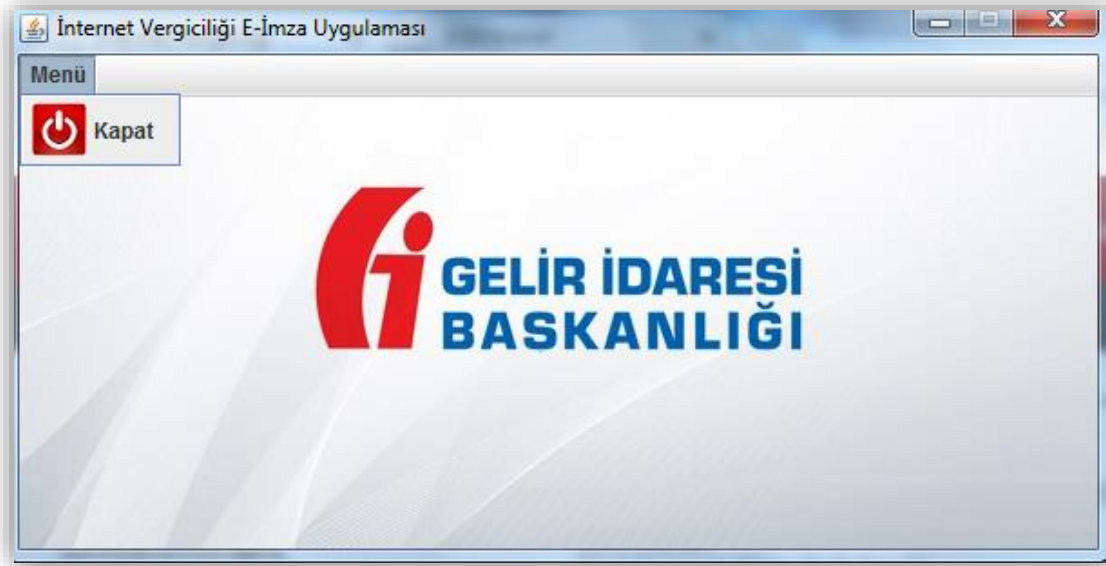 İnternet Vergiciliği E-İmza Uygulaması
Menü
Kapat
GELİR İDARESİ
BASKANLIĞI